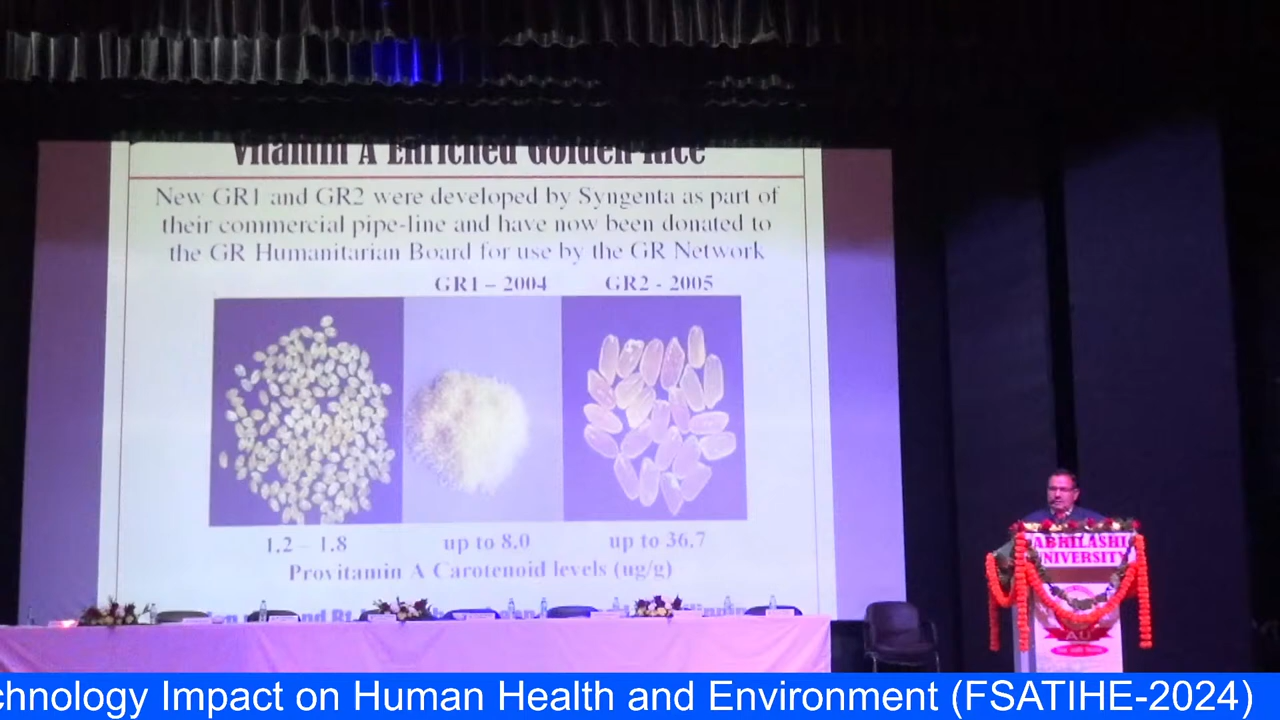 Vitamin A Enriched Golden Rice
New GR1 and GR2 were developed by Syngenta as part of
their commercial pipe-line and have now been donated to
the GR Humanitarian Board for use by the GR Network
GR1 – 2004 GR2 - 2005
1.2 – 1.8 up to 8.0 up to 36.7
Provitamin A Carotenoid levels (ug/g)
ABHILASHI
UNIVERSITY
AU
chnology Impact on Human Health and Environment (FSATIHE-2024)